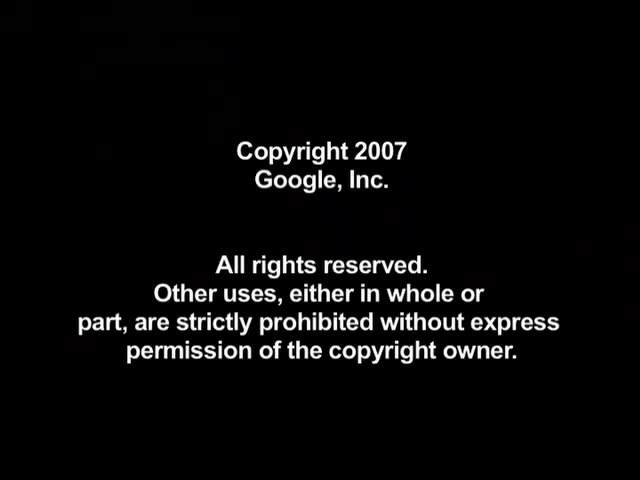 Copyright 2007
Google, Inc.
All rights reserved.
Other uses, either in whole or
part, are strictly prohibited without express
permission of the copyright owner.